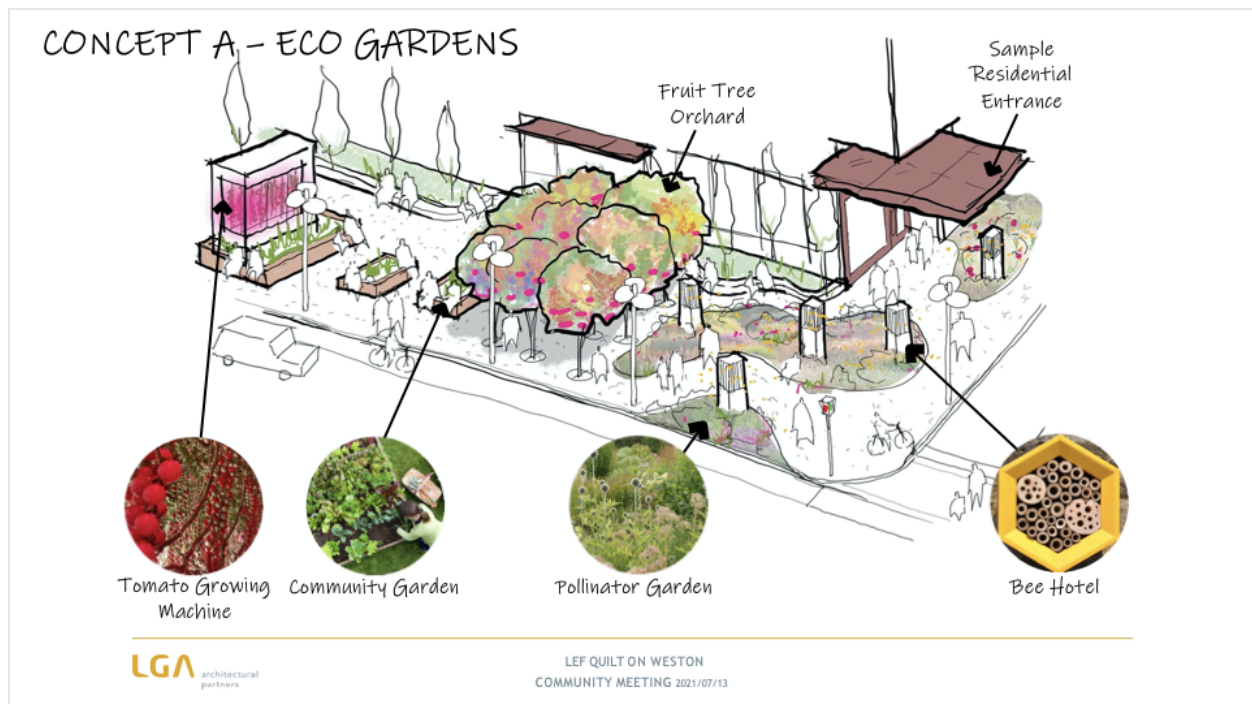 CONCEPT A – ECO GARDENS
Sample
Residential
Entrance
Fruit Tree
Orchard
Tomato Growing
Machine
Community Garden
Pollinator Garden
Bee Hotel
LGA architectural
partners
LEF QUILT ON WESTON
COMMUNITY MEETING 2021/07/13